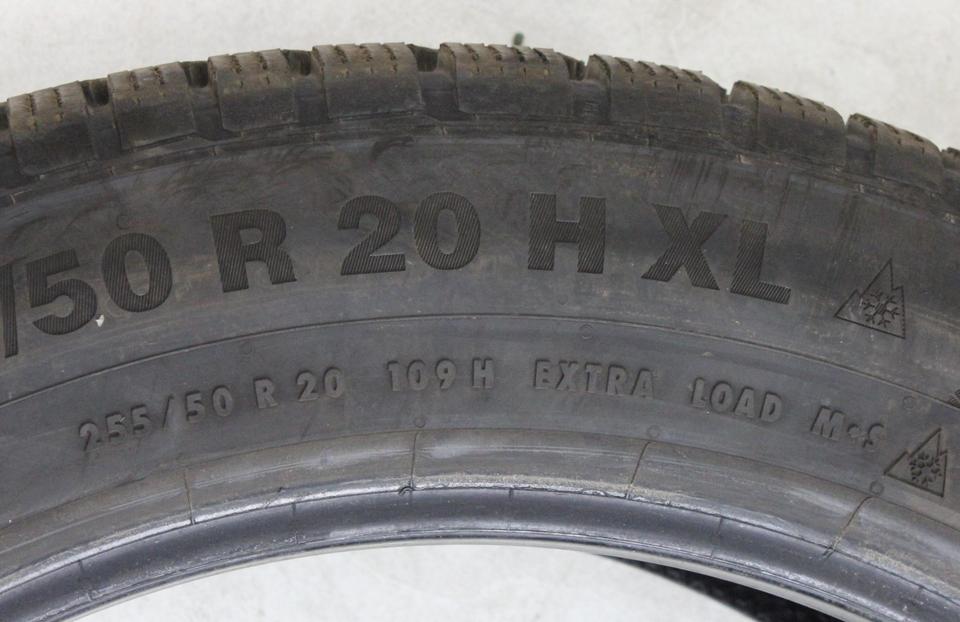 /50 R 20 H XL
255/50 R 20 109 H EXTRA LOAD M+S